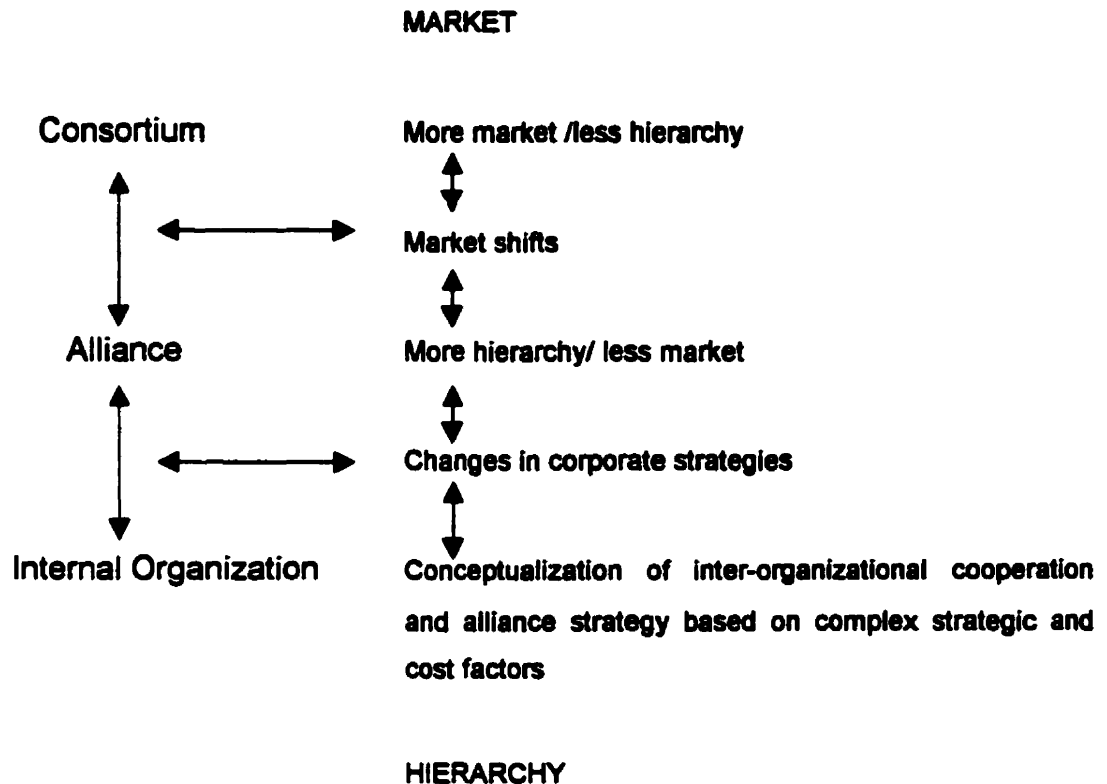 MARKET
Consortium
More market /less hierarchy
Market shifts
Alliance
More hierarchy/ less market
Changes in corporate strategies
Internal Organization
Conceptualization of inter-organizational cooperation
and alliance strategy based on complex strategic and
cost factors
HIERARCHY